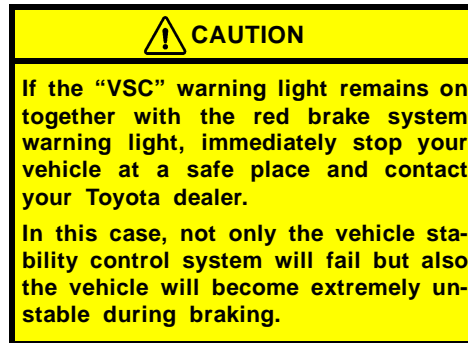 CAUTION
If the “VSC” warning light remains on
together with the red brake system
warning light, immediately stop your
vehicle at a safe place and contact
your Toyota dealer.
In this case, not only the vehicle sta-
bility control system will fail but also
the vehicle will become extremely un-
stable during braking.